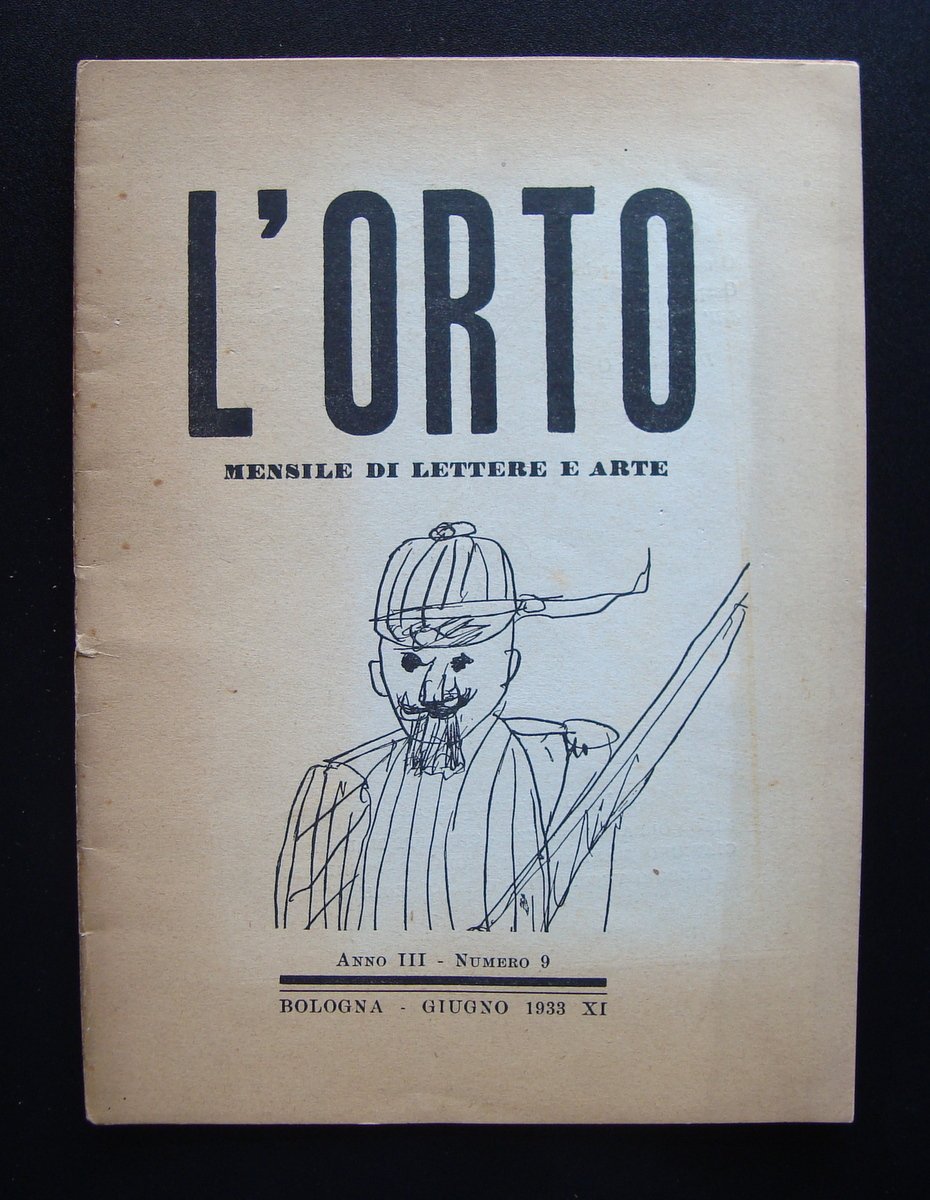 L'ORTO
MENSILE DI LETTERE E ARTE
ANNO III - NUMERO 9
BOLOGNA - GIUGNO 1933 XI